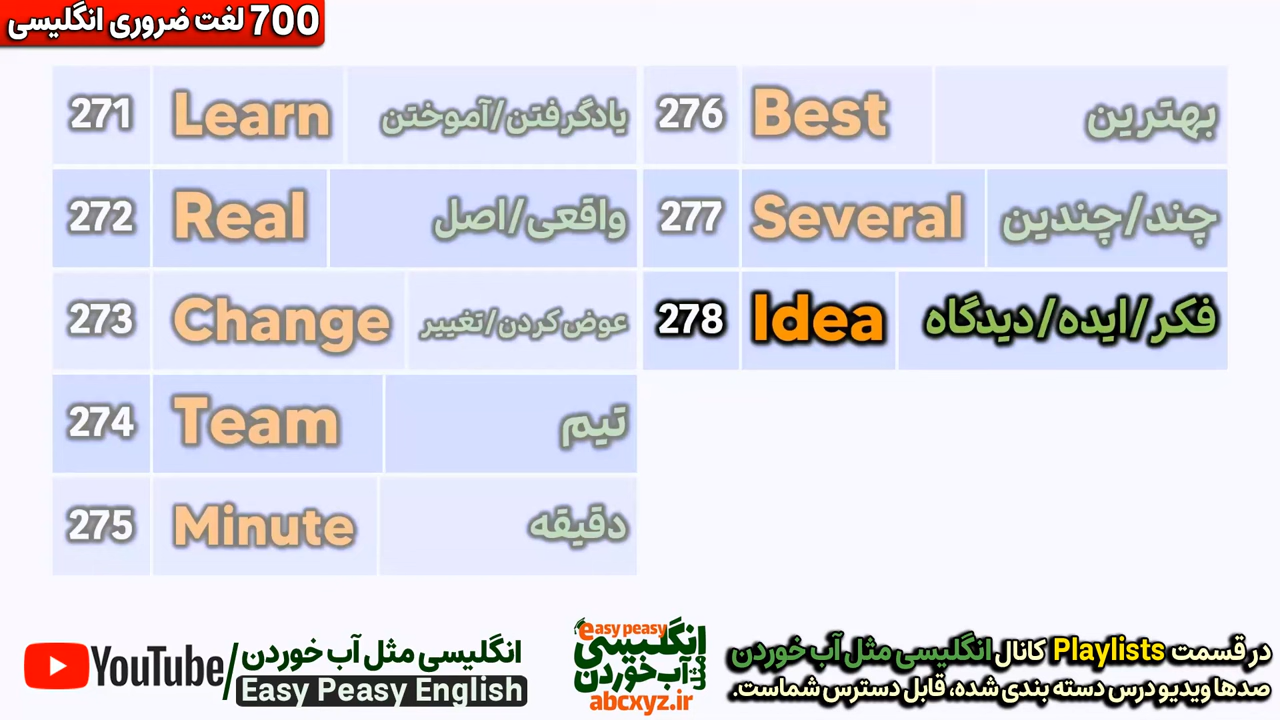 700 لغت ضروری انگلیسی
271 Learn یادگرفتن/آموختن
272 Real واقعی/اصل
273 Change عوض کردن/تغییر
274 Team تیم
275 Minute دقیقه
276 Best بهترین
277 Several چند/چندین
278 Idea فکر/ایده/دیدگاه
YouTube/انگلیسی مثل آب خوردن
Easy Peasy English
easy peasy
انگلیسی
مثل
آب خوردن
abcxyz.ir
در قسمت Playlists کانال انگلیسی مثل آب خوردن
صدها ویدیو درس دسته بندی شده، قابل دسترس شماست.